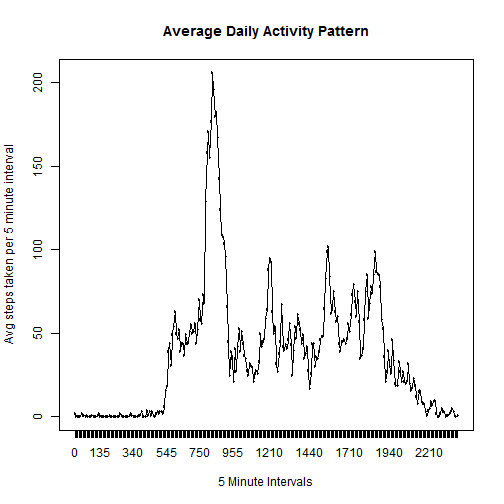 Average Daily Activity Pattern
Avg steps taken per 5 minute interval
200
150
100
50
0
0 135 340 545 750 955 1210 1440 1710 1940 2210
5 Minute Intervals